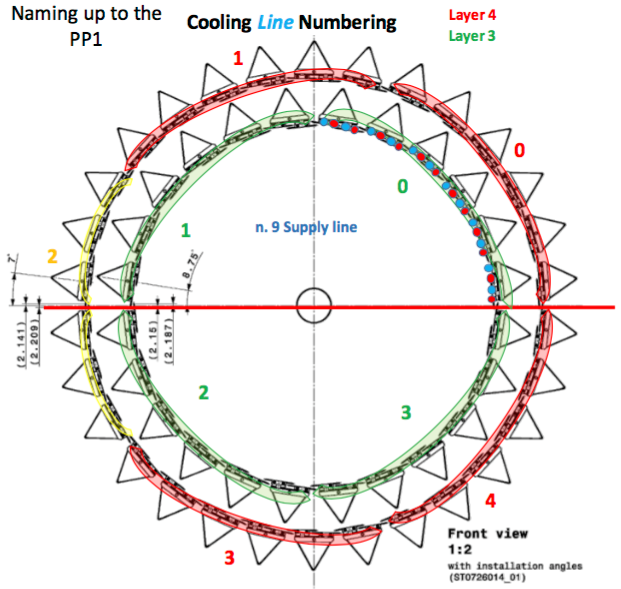 Naming up to the
PP1
Cooling Line Numbering
Layer 4
Layer 3
1
0
0
1
n. 9 Supply line
2
7°
8.75°
(2.141)
(2.209)
(2.15)
(2.187)
2
3
4
3
Front view
1:2
with installation angles
(ST0726014_01)